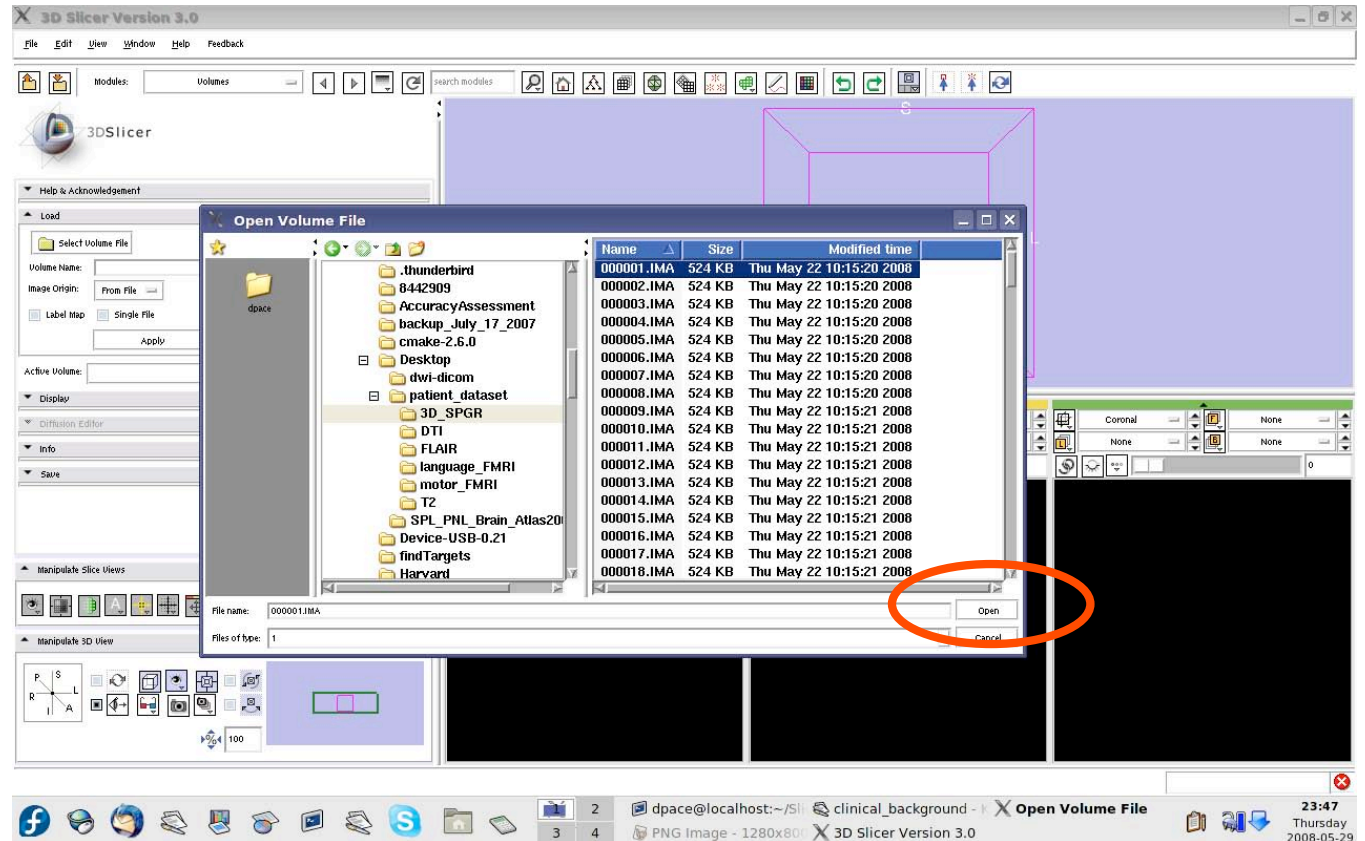 3D Slicer Version 3.0
File Edit View Window Help Feedback
Modules: Volumes search modules
3DSlicer
S
L
Help & Acknowledgement
Load
Select Volume File
Volume Name:
Image Origin: From File
Label Map Single File
Apply
Active Volume:
Display
Diffusion Editor
Info
Save
Manipulate Slice Views
Manipulate 3D View
P S
R L
I A
100
Open Volume File
dpace
.thunderbird
8442909
AccuracyAssessment
backup_July_17_2007
cmake-2.6.0
Desktop
dwi-dicom
patient_dataset
3D_SPGR
DTI
FLAIR
language_FMRI
motor_FMRI
T2
SPL_PNL_Brain_Atlas20
Device-USB-0.21
findTargets
Harvard
Name Size Modified time
000001.IMA 524 KB Thu May 22 10:15:20 2008
000002.IMA 524 KB Thu May 22 10:15:20 2008
000003.IMA 524 KB Thu May 22 10:15:20 2008
000004.IMA 524 KB Thu May 22 10:15:20 2008
000005.IMA 524 KB Thu May 22 10:15:20 2008
000006.IMA 524 KB Thu May 22 10:15:20 2008
000007.IMA 524 KB Thu May 22 10:15:20 2008
000008.IMA 524 KB Thu May 22 10:15:20 2008
000009.IMA 524 KB Thu May 22 10:15:21 2008
000010.IMA 524 KB Thu May 22 10:15:21 2008
000011.IMA 524 KB Thu May 22 10:15:21 2008
000012.IMA 524 KB Thu May 22 10:15:21 2008
000013.IMA 524 KB Thu May 22 10:15:21 2008
000014.IMA 524 KB Thu May 22 10:15:21 2008
000015.IMA 524 KB Thu May 22 10:15:21 2008
000016.IMA 524 KB Thu May 22 10:15:21 2008
000017.IMA 524 KB Thu May 22 10:15:21 2008
000018.IMA 524 KB Thu May 22 10:15:21 2008
File name: 000001.IMA Open
Files of type: 1 Cancel
Coronal F None
L None B None
0
1 2 dpace@localhost:~/Sli clinical_background - Open Volume File
3 4 PNG Image - 1280x800 3D Slicer Version 3.0
23:47
Thursday
2008-05-29